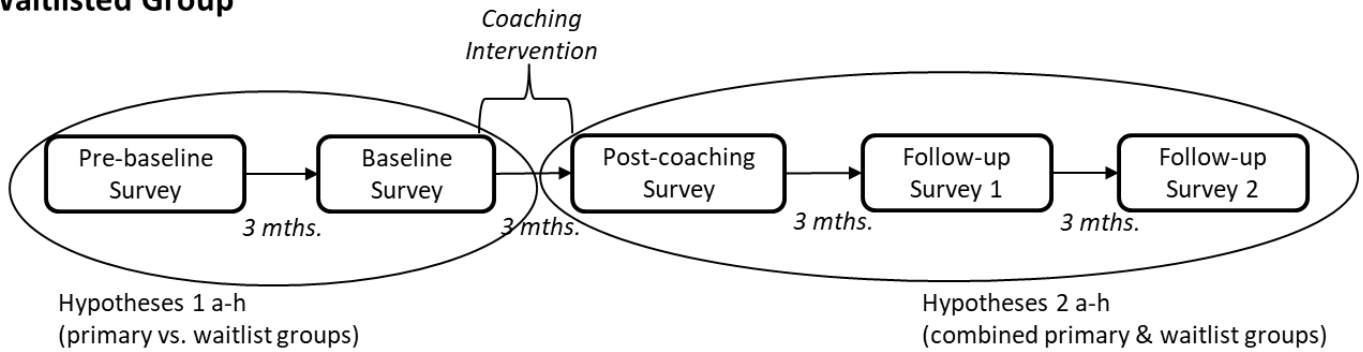 Waitlisted Group
Coaching
Intervention
Pre-baseline
Survey
Baseline
Survey
Post-coaching
Survey
Follow-up
Survey 1
Follow-up
Survey 2
3 mths.
3 mths.
3 mths.
3 mths.
Hypotheses 1 a-h
(primary vs. waitlist groups)
Hypotheses 2 a-h
(combined primary & waitlist groups)